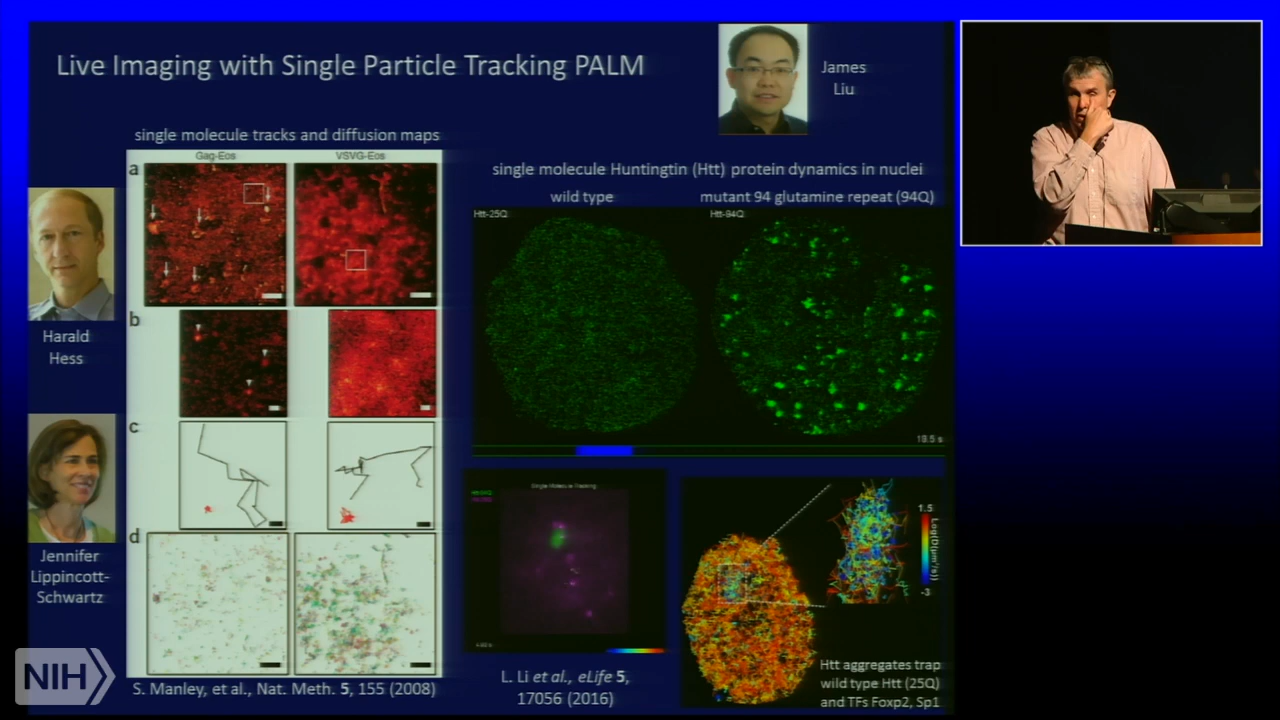 Live Imaging with Single Particle Tracking PALM
James
Liu
single molecule tracks and diffusion maps
Gag-Eos
VSVG-Eos
a
b
c
d
Harald
Hess
Jennifer
Lippincott-
Schwartz
S. Manley, et al., Nat. Meth. 5, 155 (2008)
single molecule Huntingtin (Htt) protein dynamics in nuclei
wild type
mutant 94 glutamine repeat (94Q)
Htt-25Q
Htt-94Q
19.5 s
Single Molecule Tracking
L. Li et al., eLife 5,
17056 (2016)
1.5
Log(D(μm²/s))
-3
Htt aggregates trap
wild type Htt (25Q)
and TFs Foxp2, Sp1
NIH